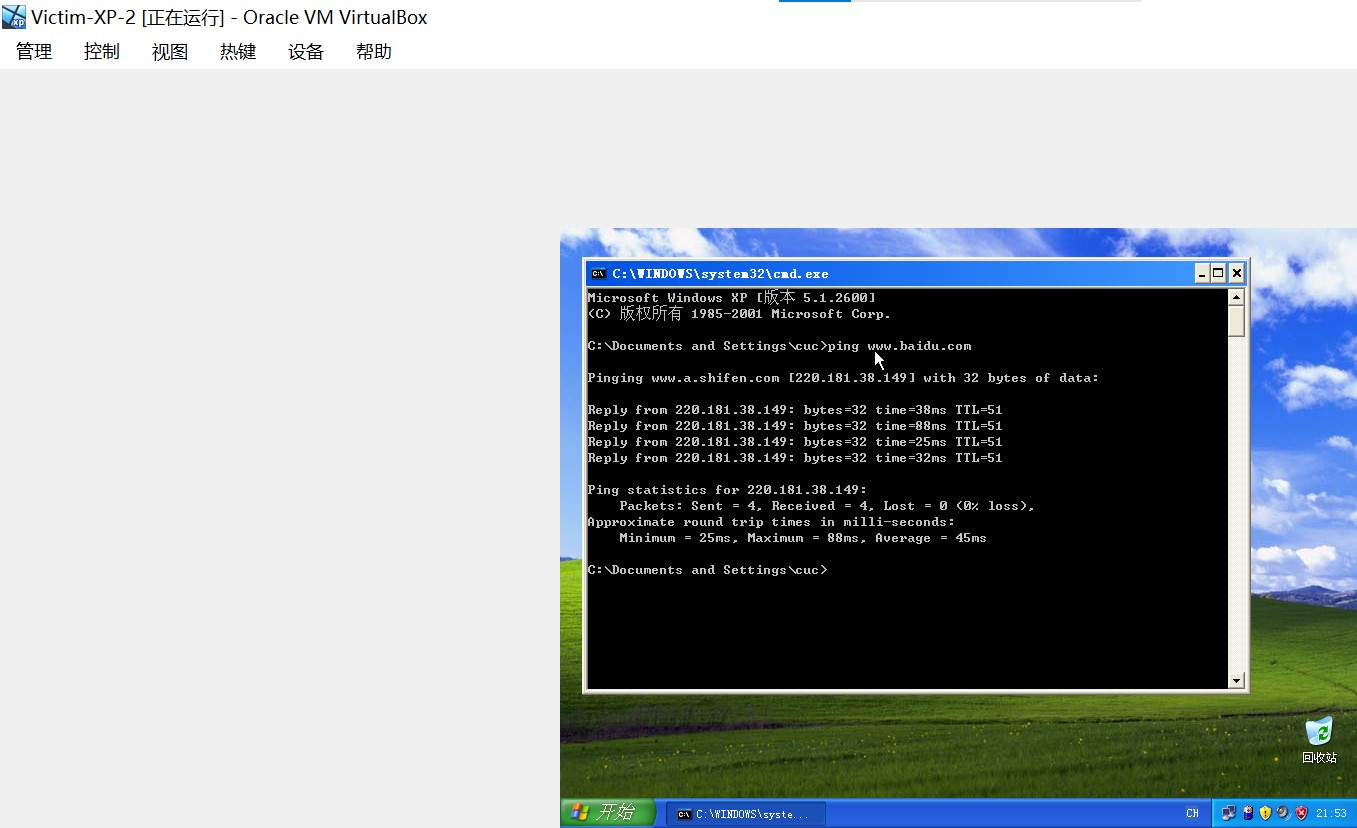 Victim-XP-2 [正在运行] - Oracle VM VirtualBox
管理 控制 视图 热键 设备 帮助
C:\WINDOWS\system32\cmd.exe
Microsoft Windows XP [版本 5.1.2600]
(C) 版权所有 1985-2001 Microsoft Corp.
C:\Documents and Settings\cuc>ping www.baidu.com
Pinging www.a.shifen.com [220.181.38.149] with 32 bytes of data:
Reply from 220.181.38.149: bytes=32 time=38ms TTL=51
Reply from 220.181.38.149: bytes=32 time=88ms TTL=51
Reply from 220.181.38.149: bytes=32 time=25ms TTL=51
Reply from 220.181.38.149: bytes=32 time=32ms TTL=51
Ping statistics for 220.181.38.149:
Packets: Sent = 4, Received = 4, Lost = 0 (0% loss),
Approximate round trip times in milli-seconds:
Minimum = 25ms, Maximum = 88ms, Average = 45ms
C:\Documents and Settings\cuc>
回收站
开始 C:\WINDOWS\syste... CH 21:53